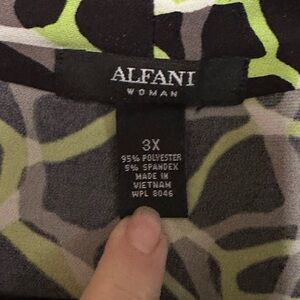 ALFANI
WOMAN
3X
95% POLYESTER
5% SPANDEX
MADE IN
VIETNAM
WPL 8046